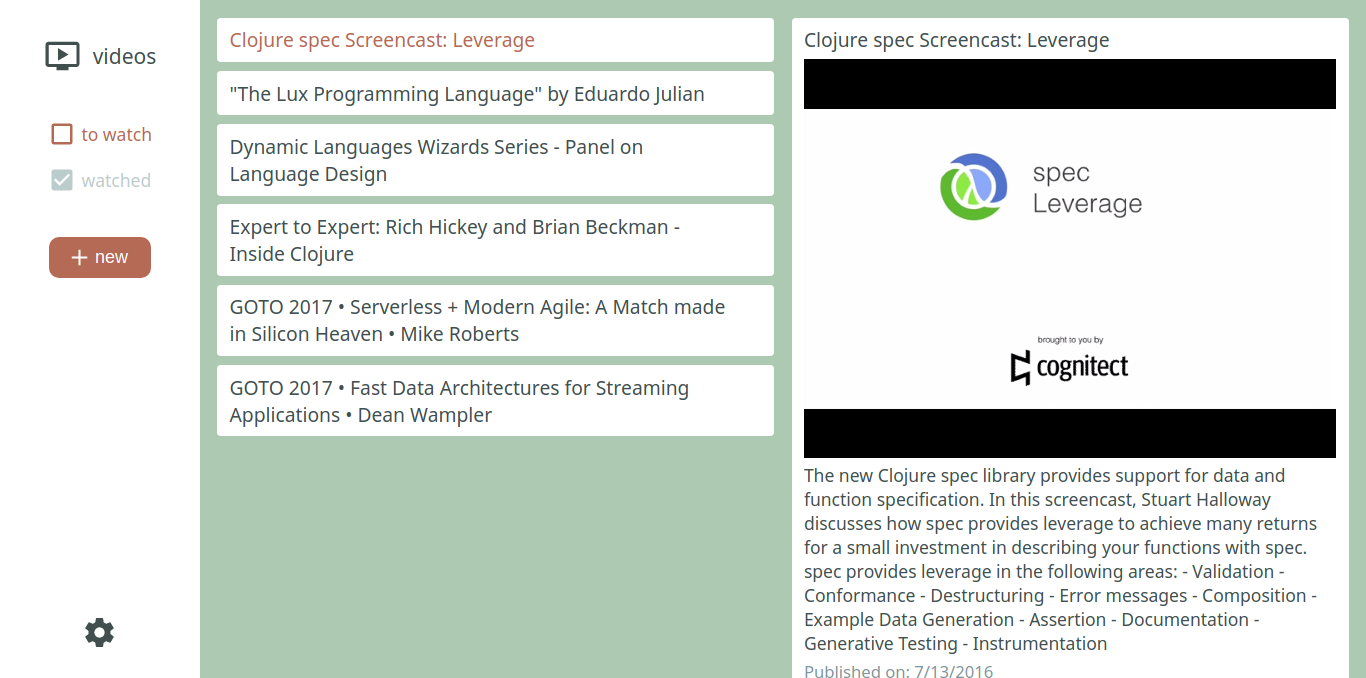 videos
to watch
watched
new
Clojure spec Screencast: Leverage
"The Lux Programming Language" by Eduardo Julian
Dynamic Languages Wizards Series - Panel on
Language Design
Expert to Expert: Rich Hickey and Brian Beckman -
Inside Clojure
GOTO 2017 • Serverless + Modern Agile: A Match made
in Silicon Heaven • Mike Roberts
GOTO 2017 • Fast Data Architectures for Streaming
Applications • Dean Wampler
Clojure spec Screencast: Leverage
spec
Leverage
brought to you by
cognitect
The new Clojure spec library provides support for data and
function specification. In this screencast, Stuart Halloway
discusses how spec provides leverage to achieve many returns
for a small investment in describing your functions with spec.
spec provides leverage in the following areas: - Validation -
Conformance - Destructuring - Error messages - Composition -
Example Data Generation - Assertion - Documentation -
Generative Testing - Instrumentation
Published on: 7/13/2016